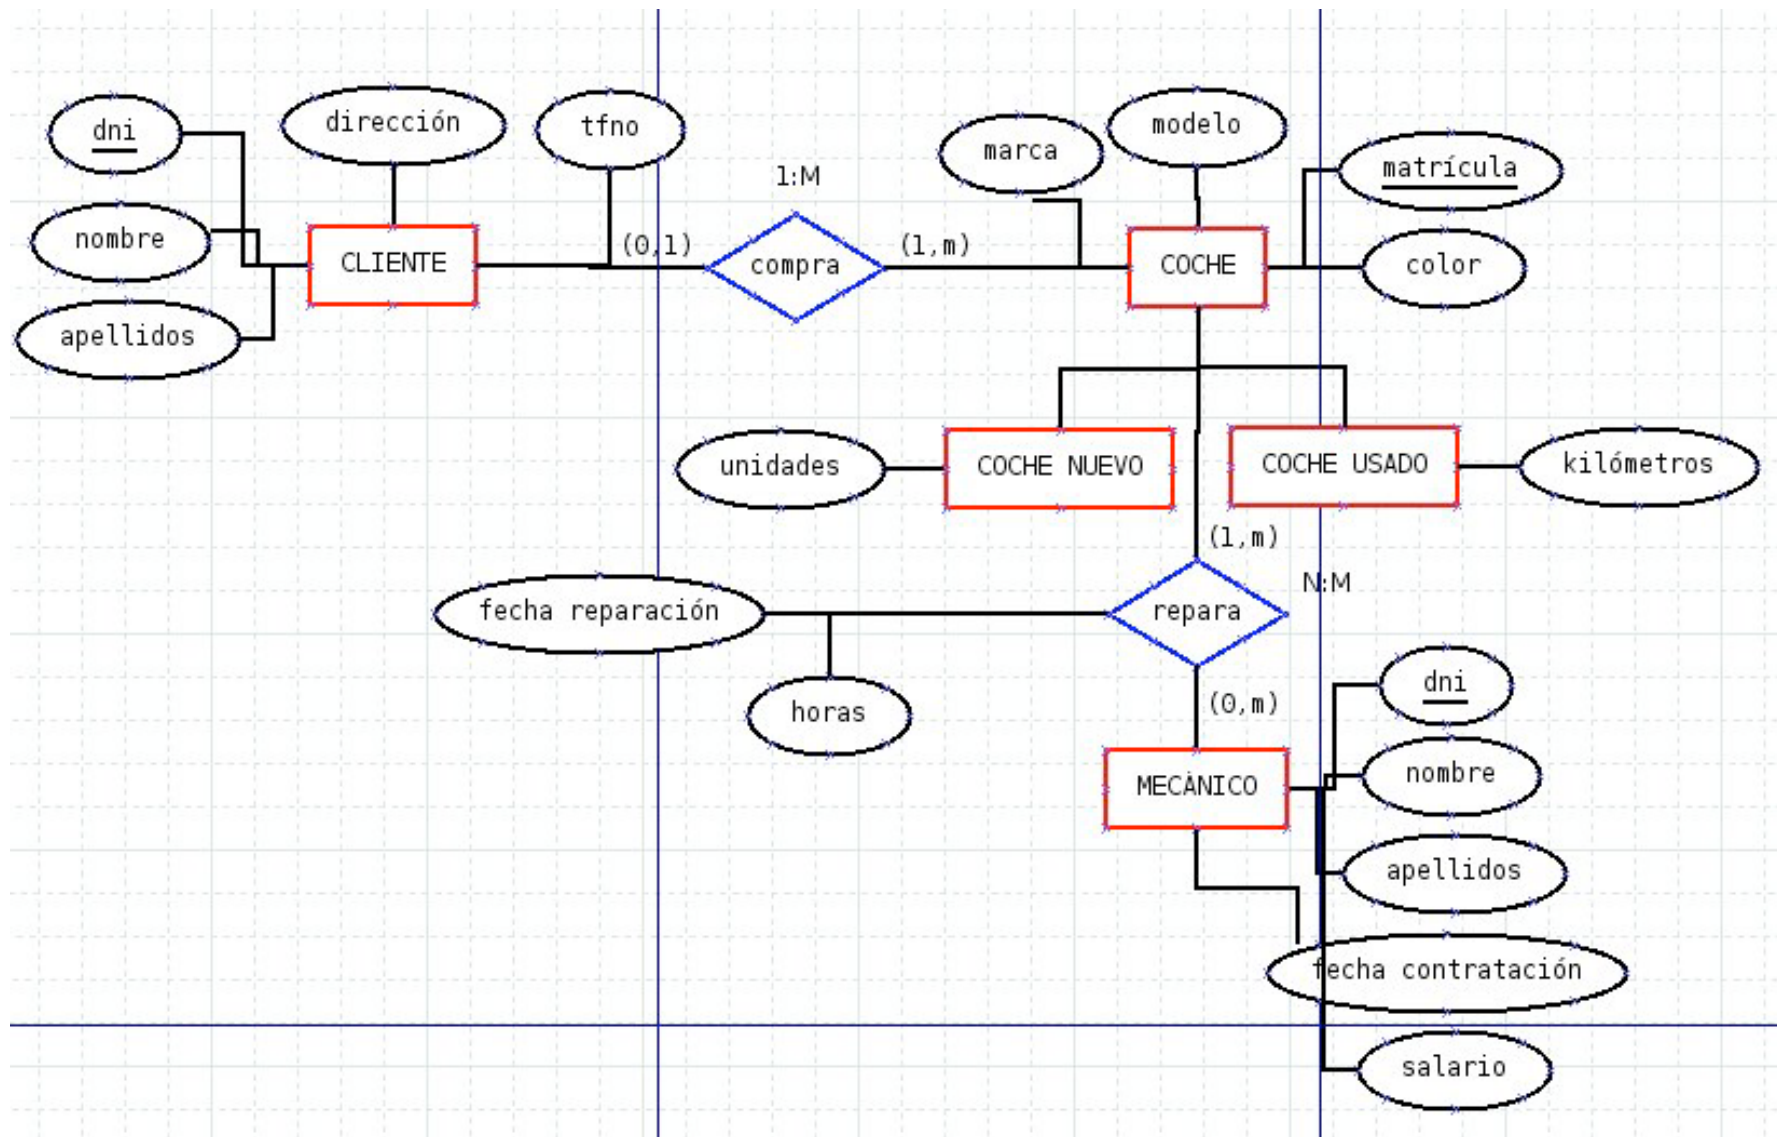 dni
dirección
tfno
nombre
apellidos
CLIENTE
(0,1)
1:M
compra
(1,m)
marca
modelo
matrícula
color
COCHE
unidades
COCHE NUEVO
COCHE USADO
kilómetros
(1,m)
N:M
repara
fecha reparación
horas
(0,m)
MECÁNICO
dni
nombre
apellidos
fecha contratación
salario